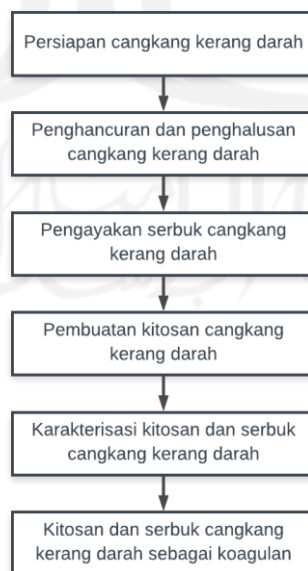 Persiapan cangkang kerang darah
Penghancuran dan penghalusan
cangkang kerang darah
Pengayakan serbuk cangkang
kerang darah
Pembuatan kitosan cangkang
kerang darah
Karakterisasi kitosan dan serbuk
cangkang kerang darah
Kitosan dan serbuk cangkang
kerang darah sebagai koagulan